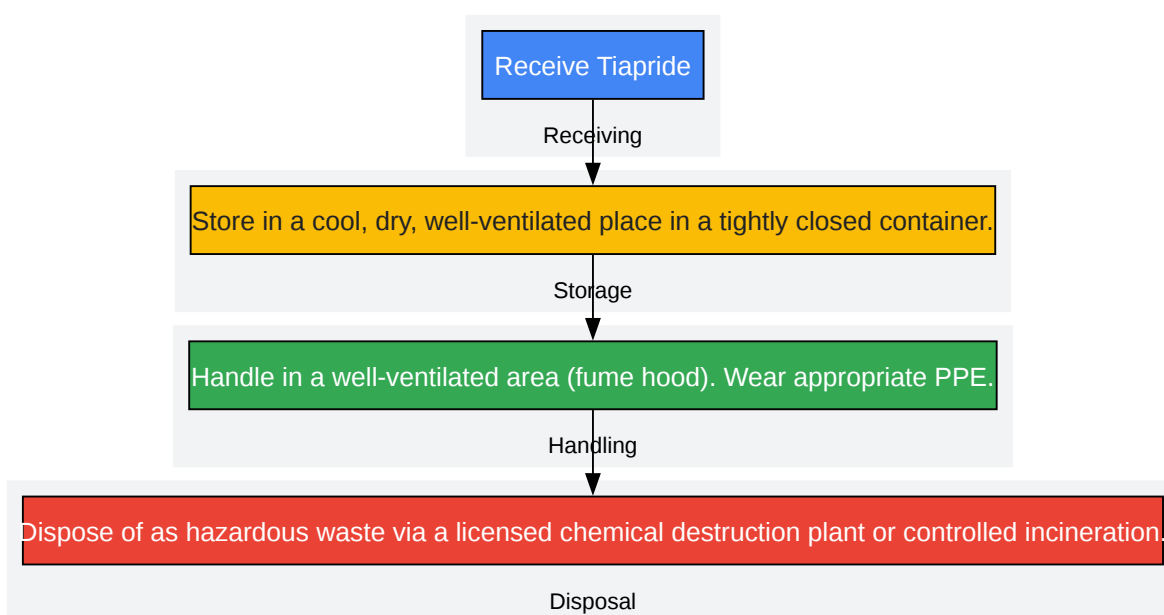 Receive Tiapride
Receiving
Store in a cool, dry, well-ventilated place in a tightly closed container.
Storage
Handle in a well-ventilated area (fume hood). Wear appropriate PPE.
Handling
Dispose of as hazardous waste via a licensed chemical destruction plant or controlled incineration.
Disposal